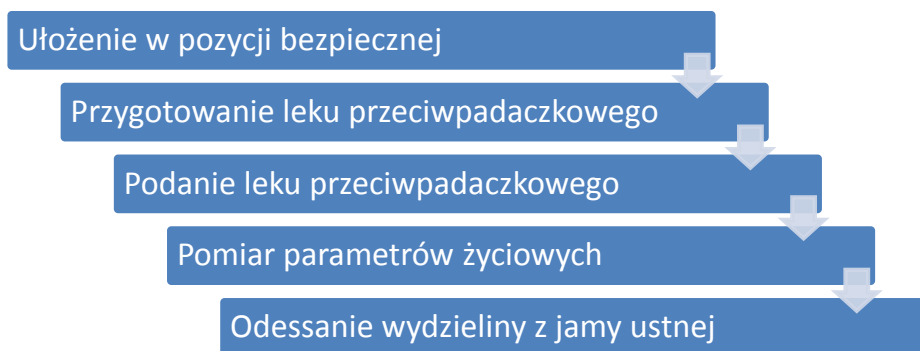 Ułożenie w pozycji bezpiecznej
Przygotowanie leku przeciwpadaczkowego
Podanie leku przeciwpadaczkowego
Pomiar parametrów życiowych
Odessanie wydzieliny z jamy ustnej